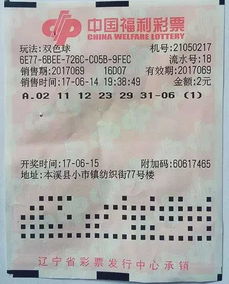 中国福利彩票
CHINA WELFARE LOTTERY
玩法：双色球 机号：21050217
6E77-6BEE-726C-C05B-9FEC 流水号：18
销售期：2017069 16D07 有效期：2017069
销售时间：17-06-14 19:38:49 金额：2元
A.02 11 12 23 29 31-06 (1)
开奖时间：17-06-15 附加码：60617465
地址：本溪县小市镇纺织街77号楼
辽宁省彩票发行中心承销